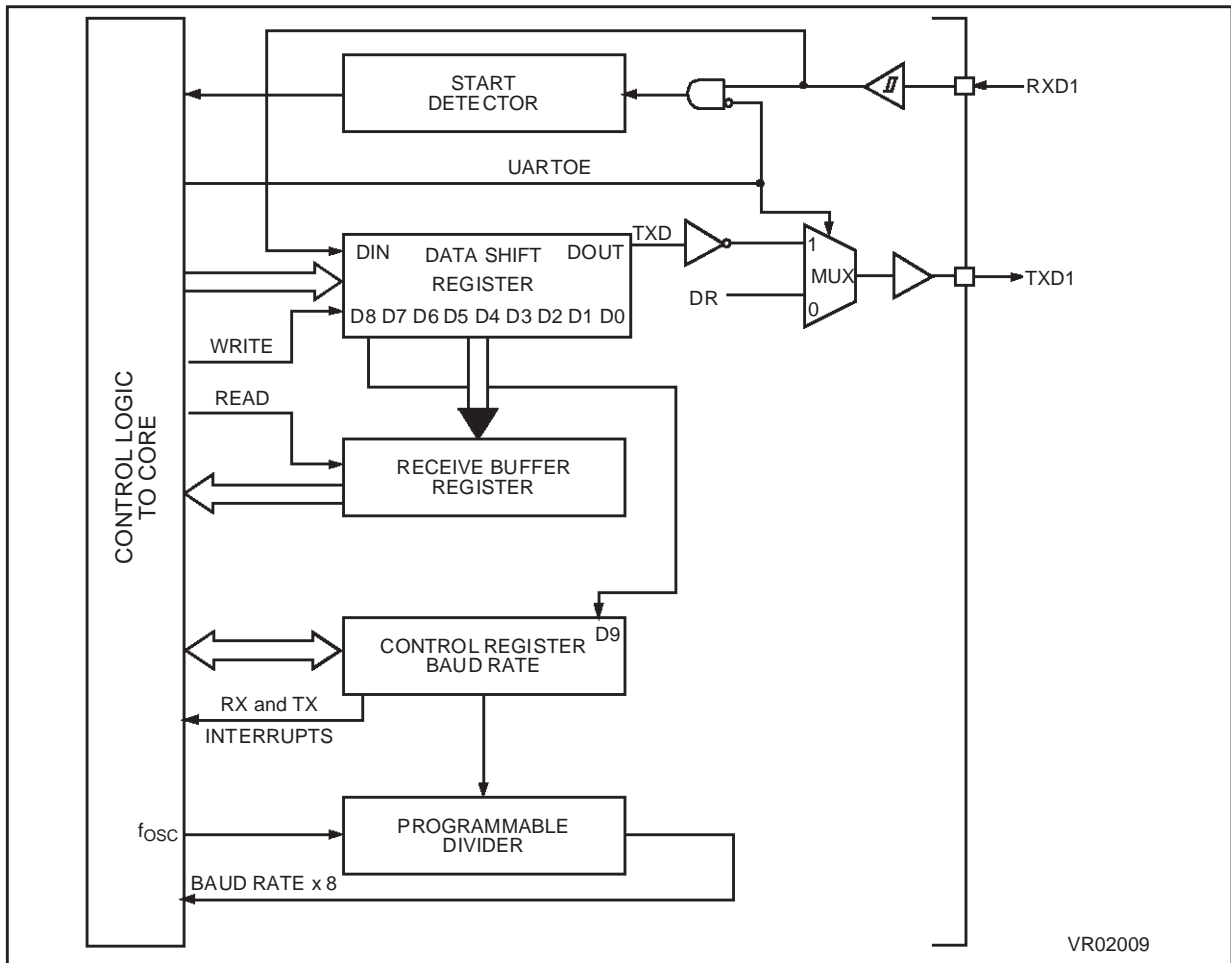 START
DETECTOR
RXD1
UARTOE
DIN DATA SHIFT DOUT
REGISTER
D8 D7 D6 D5 D4 D3 D2 D1 D0
TXD
1
MUX
0
DR
TXD1
WRITE
READ
CONTROL LOGIC
TO CORE
RECEIVE BUFFER
REGISTER
D9
CONTROL REGISTER
BAUD RATE
RX and TX
INTERRUPTS
fOSC
PROGRAMMABLE
DIVIDER
BAUD RATE x 8
VR02009